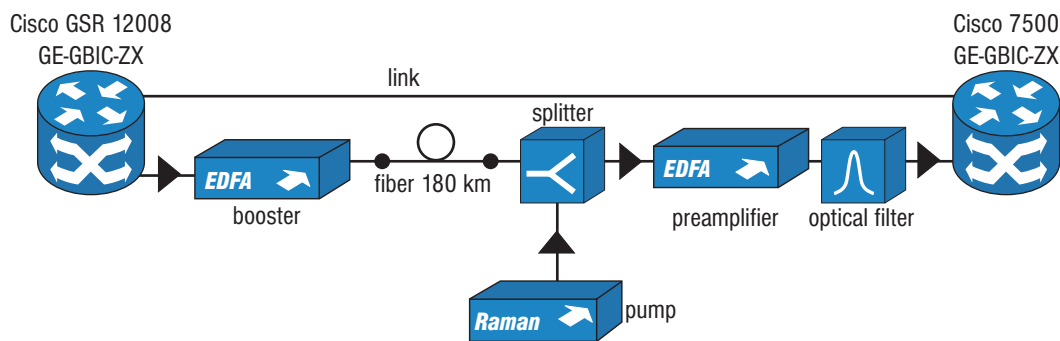 Cisco GSR 12008
GE-GBIC-ZX
Cisco 7500
GE-GBIC-ZX
link
splitter
EDFA
booster
fiber 180 km
EDFA
preamplifier
optical filter
Raman
pump